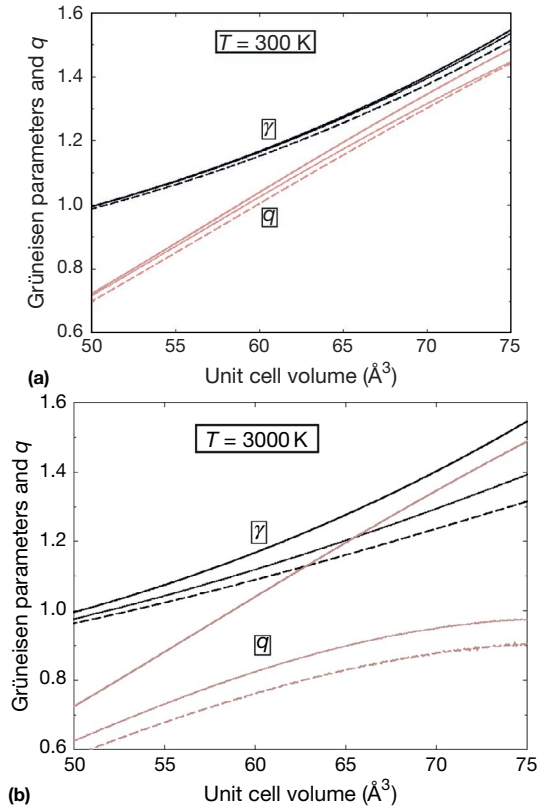 1.6
T = 300 K
1.4
γ
1.2
1.0
q
0.8
0.6
50 55 60 65 70 75
Grüneisen parameters and q
(a)
Unit cell volume (Å³)
1.6
T = 3000 K
1.4
γ
1.2
1.0
q
0.8
0.6
50 55 60 65 70 75
Grüneisen parameters and q
(b)
Unit cell volume (Å³)